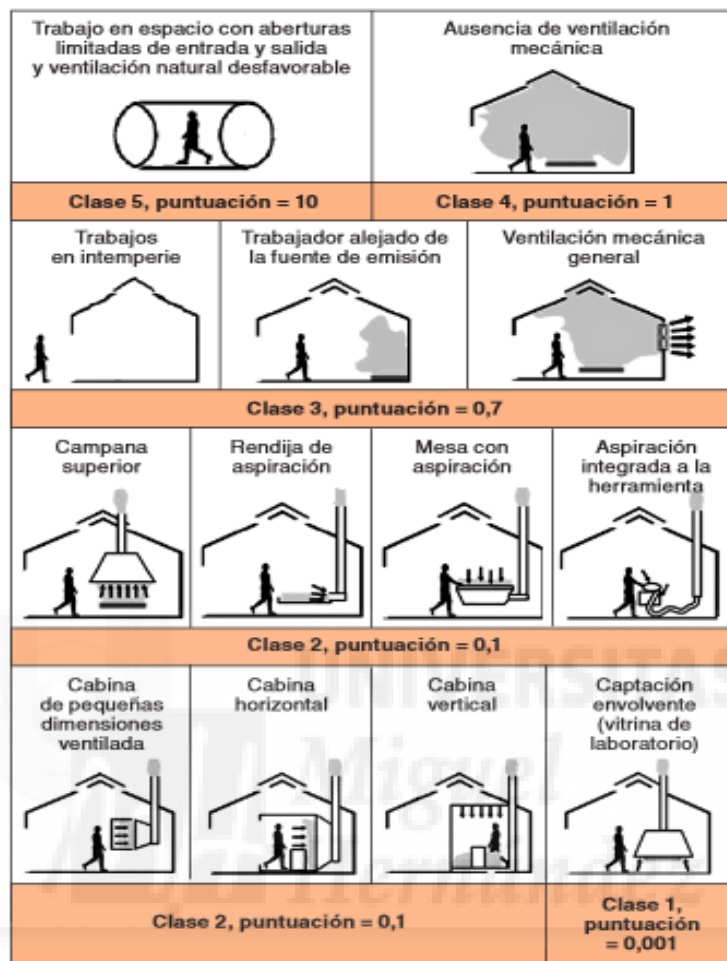 Trabajo en espacio con aberturas
limitadas de entrada y salida
y ventilación natural desfavorable
Ausencia de ventilación
mecánica
Clase 5, puntuación = 10
Clase 4, puntuación = 1
Trabajos
en intemperie
Trabajador alejado de
la fuente de emisión
Ventilación mecánica
general
Clase 3, puntuación = 0,7
Campana
superior
Rendija de
aspiración
Mesa con
aspiración
Aspiración
integrada a la
herramienta
Clase 2, puntuación = 0,1
Cabina
de pequeñas
dimensiones
ventilada
Cabina
horizontal
Cabina
vertical
Captación
envolvente
(vitrina de
laboratorio)
Clase 2, puntuación = 0,1
Clase 1,
puntuación
= 0,001
UNIVERSITAS
Miguel
Hernández